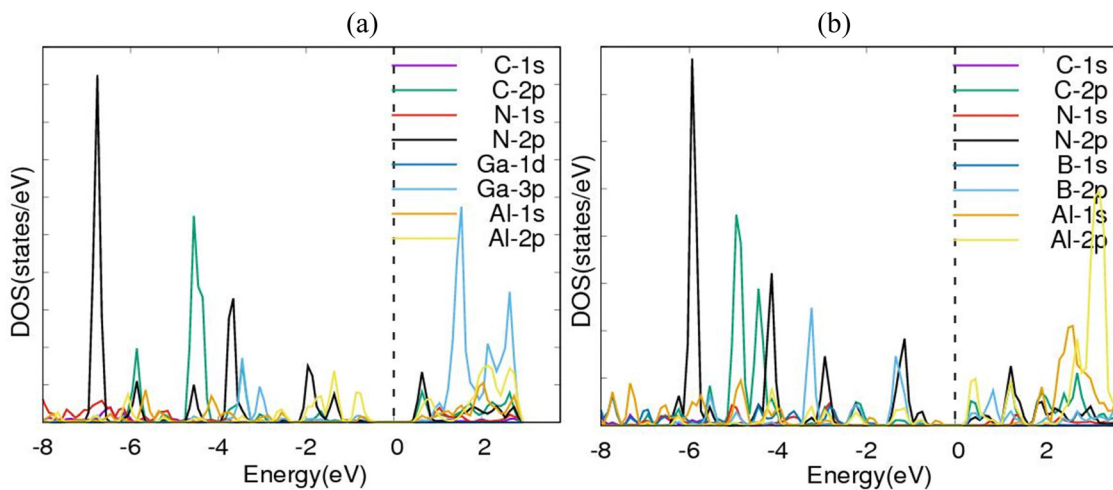 (a)
C-1s
C-2p
N-1s
N-2p
Ga-1d
Ga-3p
Al-1s
Al-2p
DOS(states/eV)
-8 -6 -4 -2 0 2
Energy(eV)
(b)
C-1s
C-2p
N-1s
N-2p
B-1s
B-2p
Al-1s
Al-2p
DOS(states/eV)
-8 -6 -4 -2 0 2
Energy(eV)